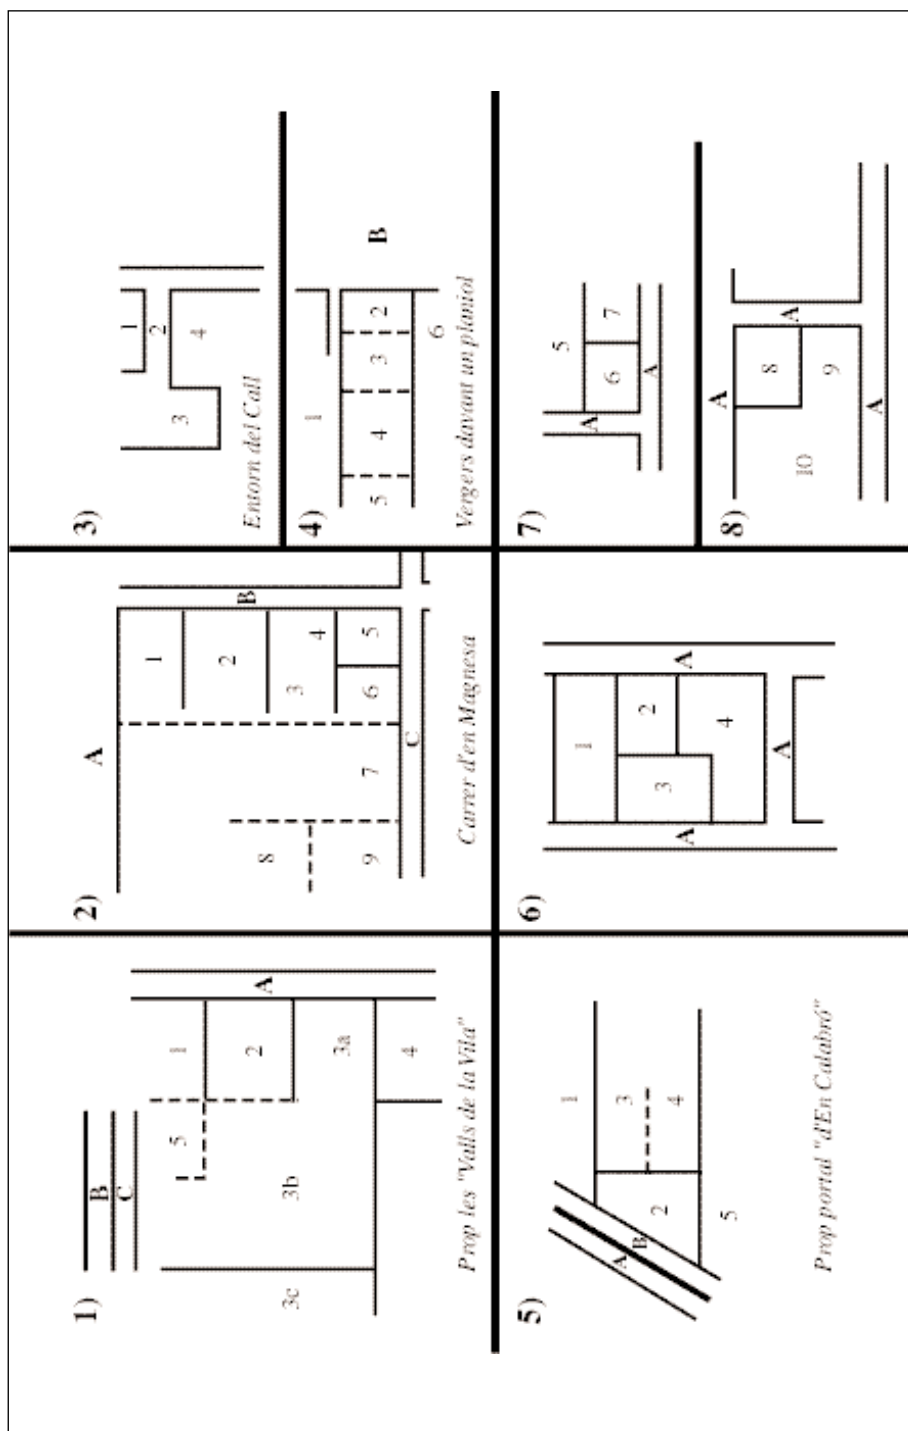 1)
B
C
5 1
2 A
3c 3b 3a
4
Prop les "Valls de la Vila"
2)
A
1
2 B
8 3 4
9 7 6 5
C
Carrer d'en Magnesa
3)
1
2
3 4
Entorn del Call
4)
1
5 4 3 2 B
6
Vergers davant un planiol
5)
1
A 3
B 2 4
5
Prop portal "d'En Calabró"
6)
1
2
3
A A
4
A
7)
5
A 6 7
A
8)
A
8 A
10 9
A